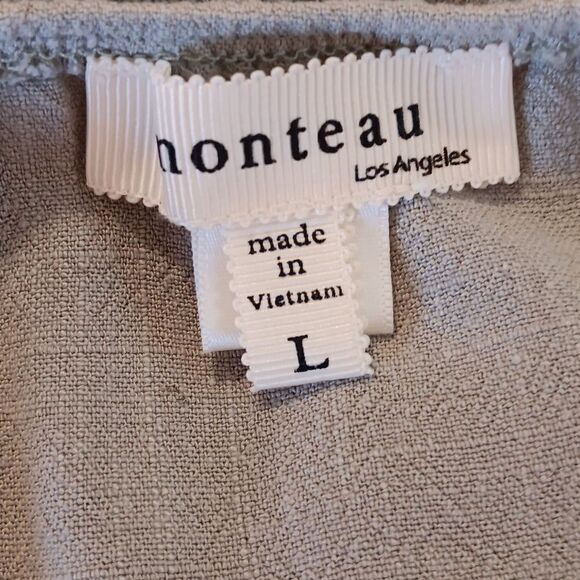 monteau
Los Angeles
made
in
Vietnam
L